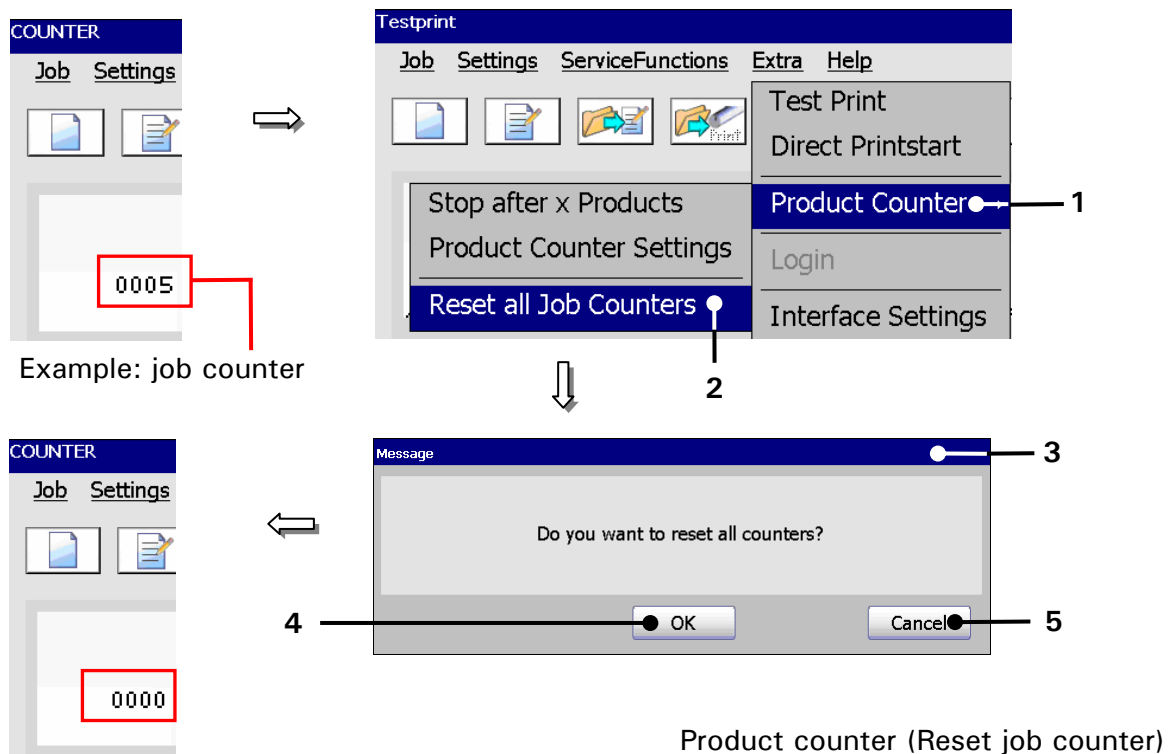 COUNTER
Job Settings
0005
Example: job counter
Testprint
Job Settings ServiceFunctions Extra Help
Print
Test Print
Direct Printstart
Product Counter
Login
Interface Settings
Stop after x Products
Product Counter Settings
Reset all Job Counters
1
2
Message
Do you want to reset all counters?
OK
Cancel
3
4
5
COUNTER
Job Settings
0000
Product counter (Reset job counter)